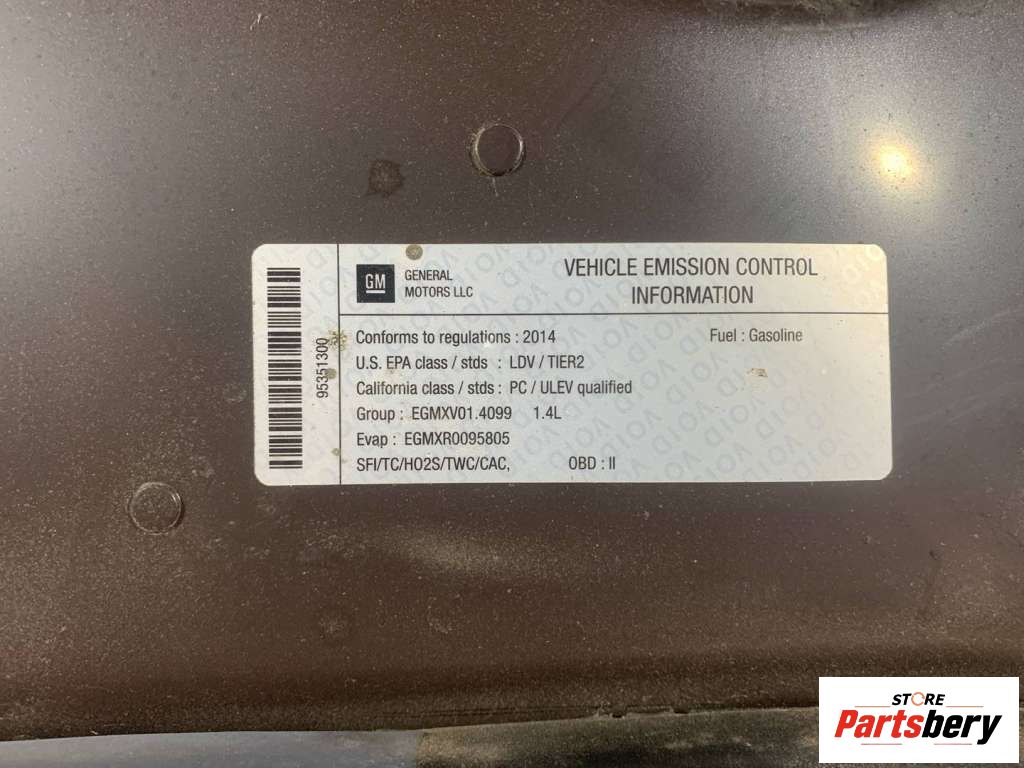 95351300
GM
GENERAL
MOTORS LLC
VEHICLE EMISSION CONTROL
INFORMATION
Conforms to regulations : 2014 Fuel : Gasoline
U.S. EPA class / stds : LDV / TIER2
California class / stds : PC / ULEV qualified
Group : EGMXV01.4099 1.4L
Evap : EGMXR0095805
SFI/TC/HO2S/TWC/CAC, OBD : II
STORE
Partsbery